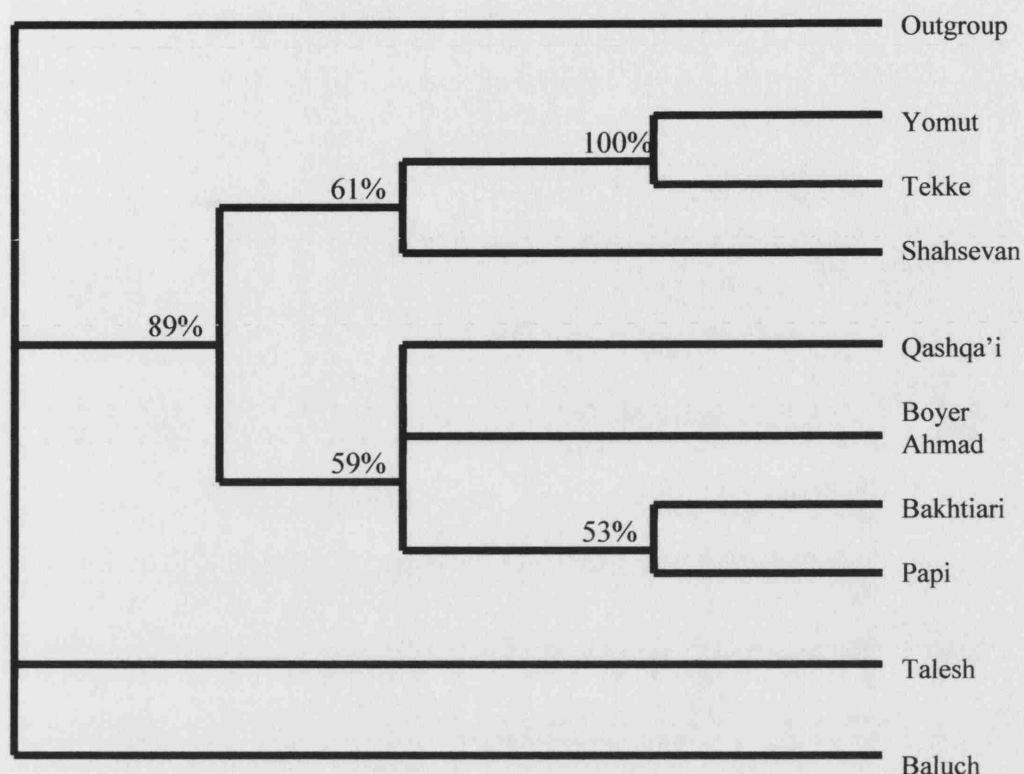 Outgroup
Yomut
100%
Tekke
61%
Shahsevan
89%
Qashqa'i
Boyer
Ahmad
59%
Bakhtiari
53%
Papi
Talesh
Baluch